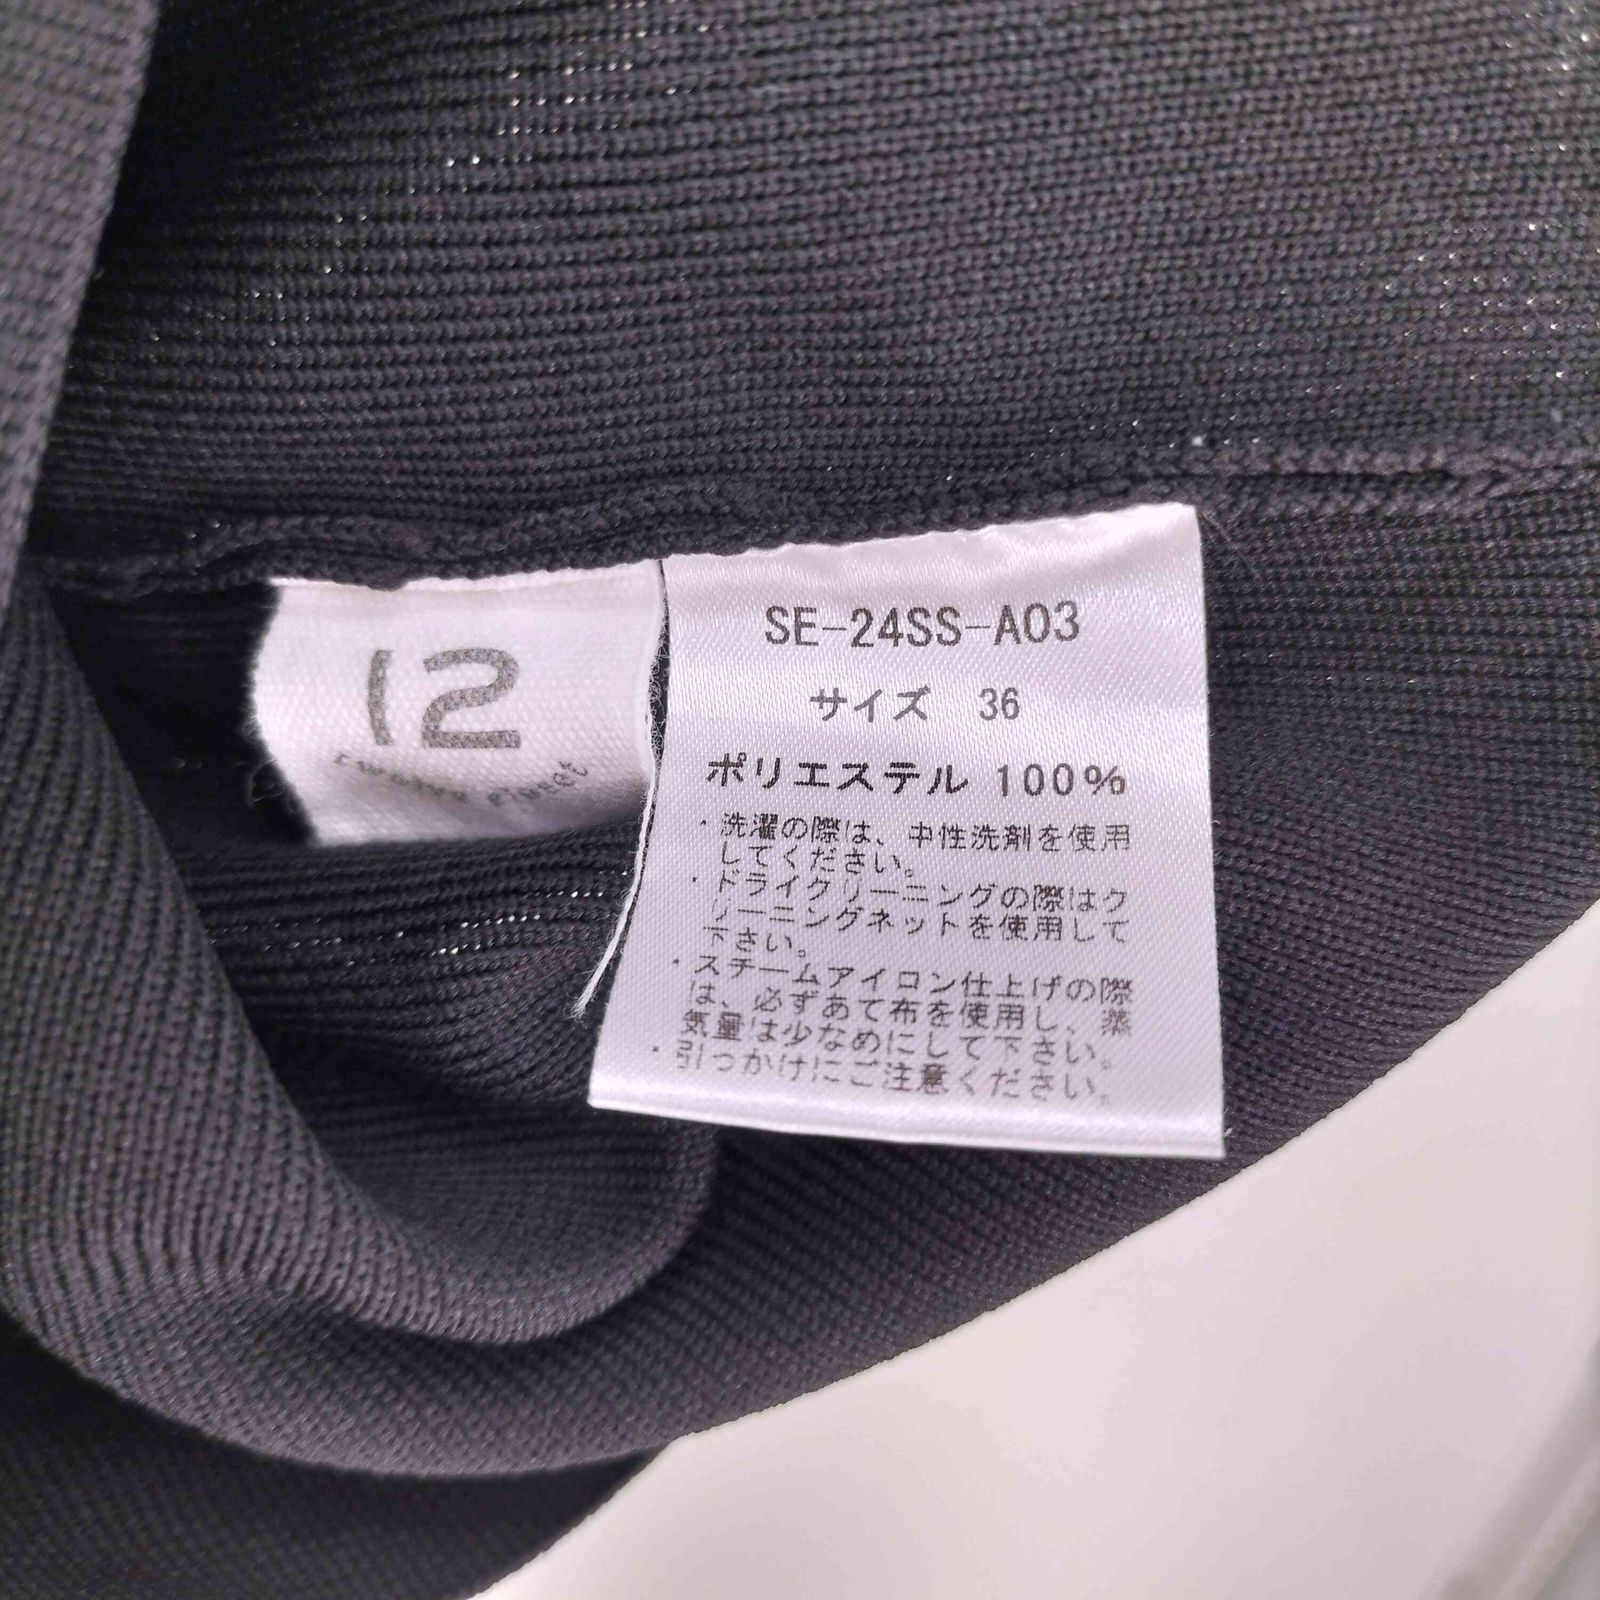 12
twelve closet
SE-24SS-A03
サイズ 36
ポリエステル 100%
・洗濯の際は、中性洗剤を使用
してください。
・ドライクリーニングの際はク
リーニングネットを使用して
下さい。
・スチームアイロン仕上げの際
は、必ずあて布を使用し、蒸
気量は少なめにして下さい。
・引っかけにご注意ください。